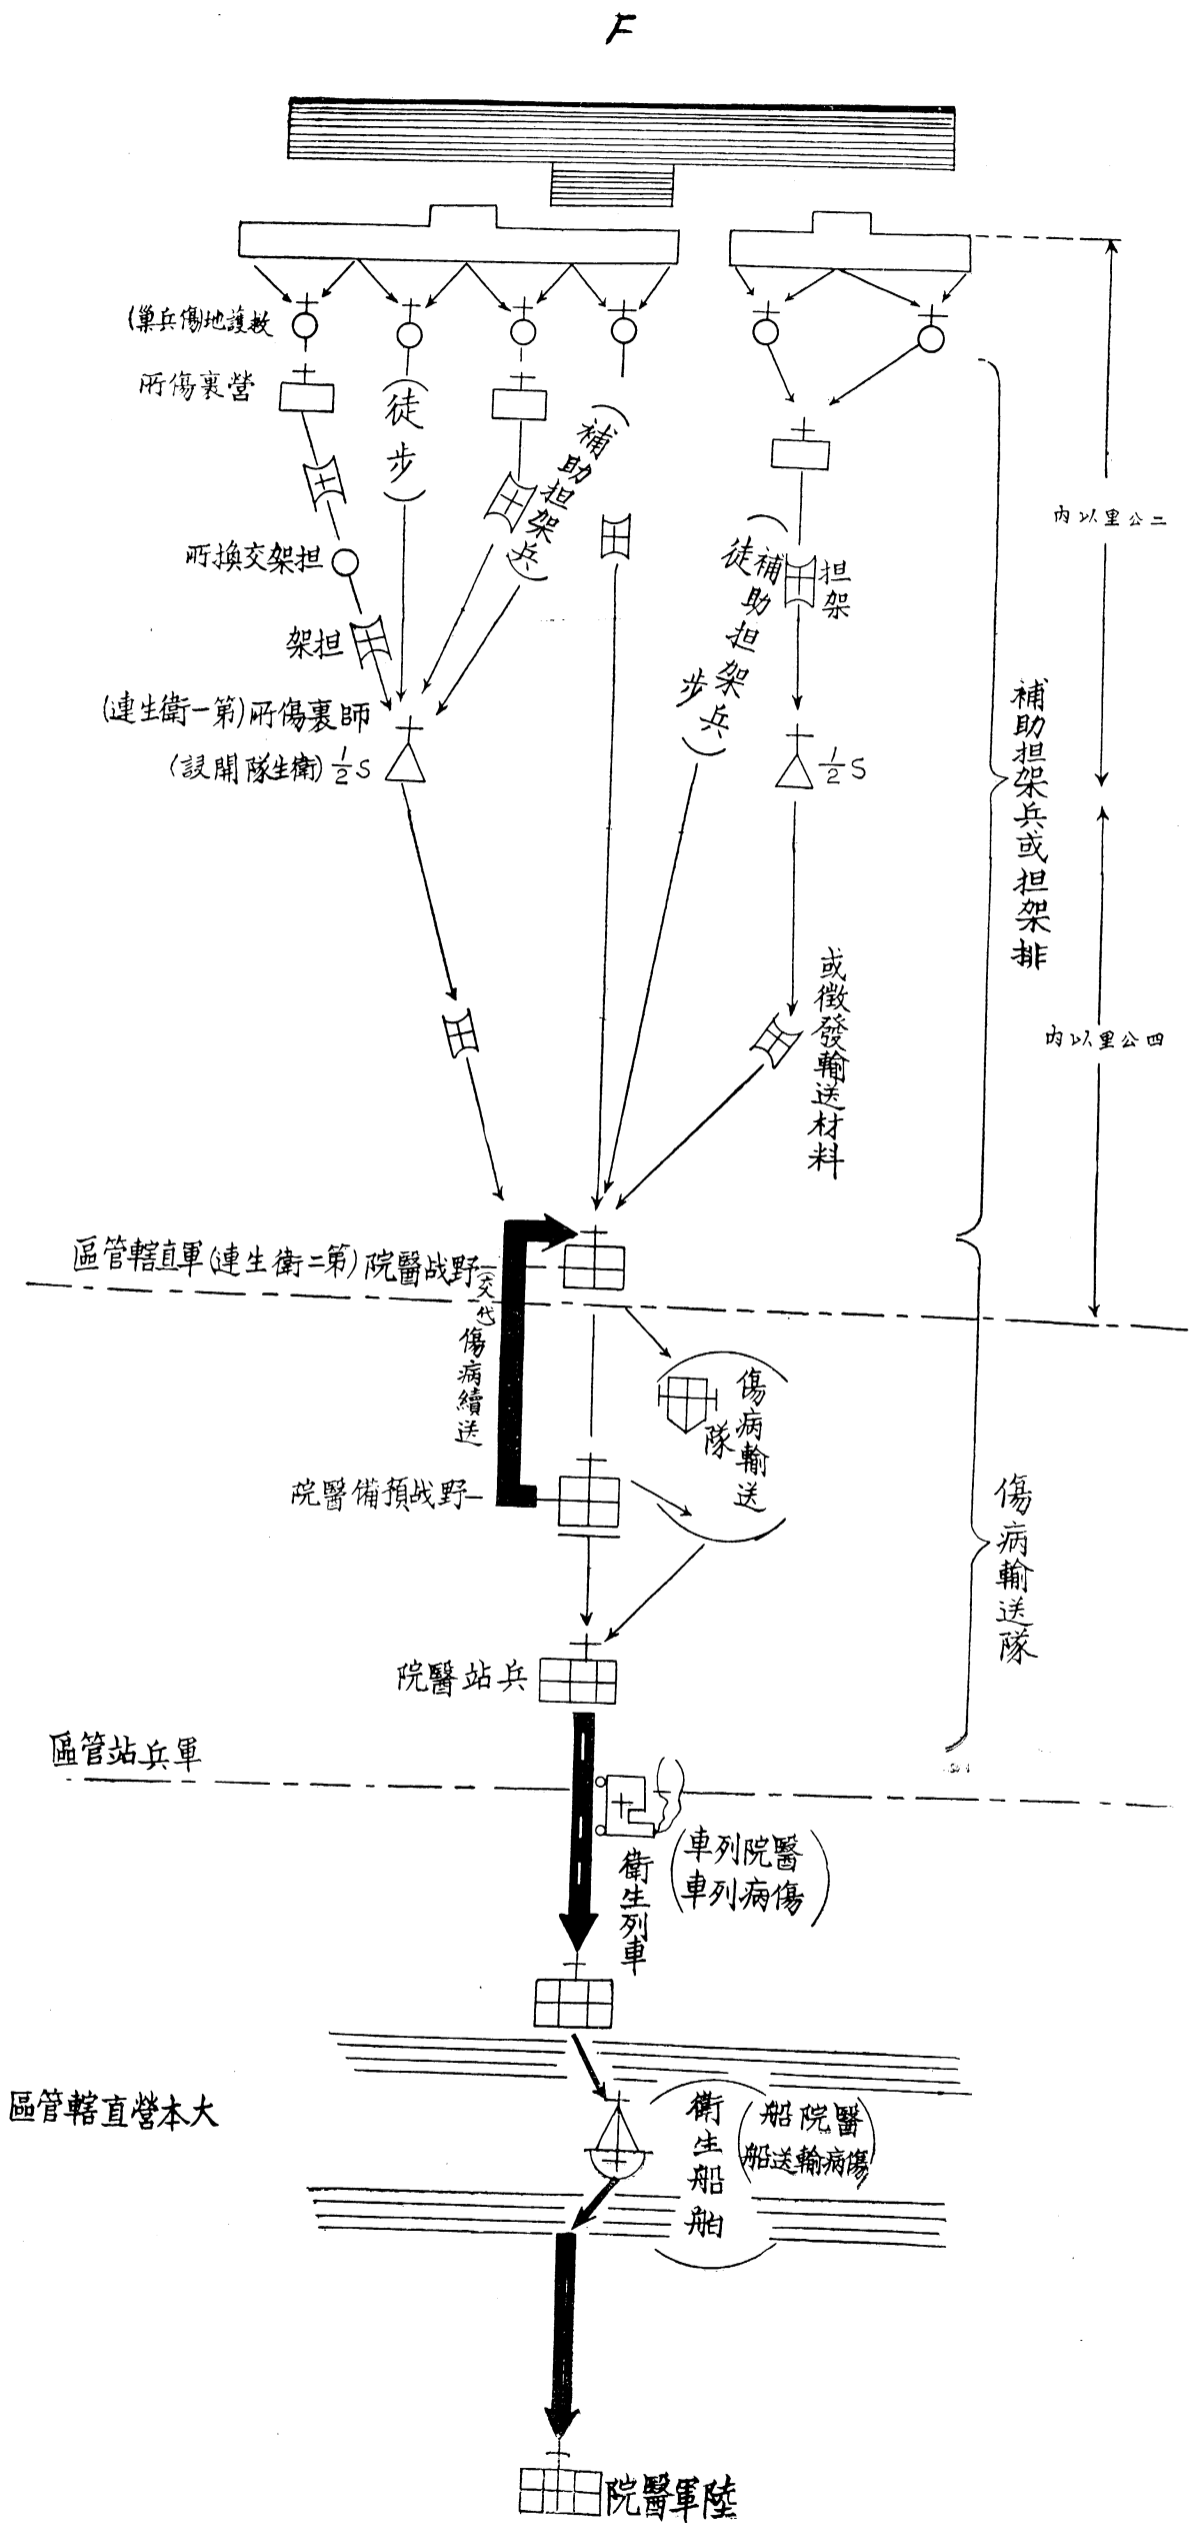 F
救護地(傷兵巢)
營裹傷所
(徒步)
(補助担架兵)
担架交換所
担架
師裹傷所(第一衛生連)
½S(衛生隊開設)
(補助担架兵)
徒步
担架
½S
二公里以內
補助担架兵或担架排
四公里以內
或徵發輸送材料
野战醫院(第二衛生連)軍直轄管區
(交代)
傷病續送
傷病輸送隊
野战預備醫院
傷病輸送隊
兵站醫院
軍兵站管區
衛生列車
(醫院列車
傷病列車)
大本營直轄管區
衛生船舶
(醫院船
傷病輸送船)
陸軍醫院